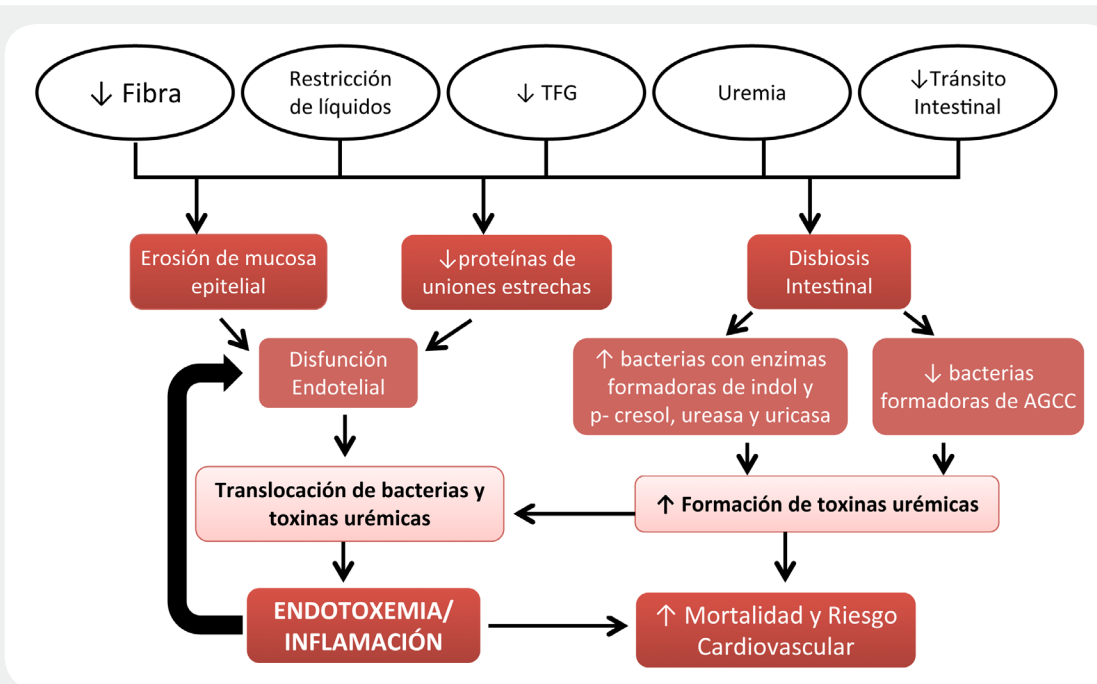 ↓ Fibra
Restricción
de líquidos
↓ TFG
Uremia
↓Tránsito
Intestinal
Erosión de mucosa
epitelial
↓proteínas de
uniones estrechas
Disbiosis
Intestinal
Disfunción
Endotelial
↑ bacterias con enzimas
formadoras de indol y
p- cresol, ureasa y uricasa
↓ bacterias
formadoras de AGCC
Translocación de bacterias y
toxinas urémicas
↑ Formación de toxinas urémicas
ENDOTOXEMIA/
INFLAMACIÓN
↑ Mortalidad y Riesgo
Cardiovascular